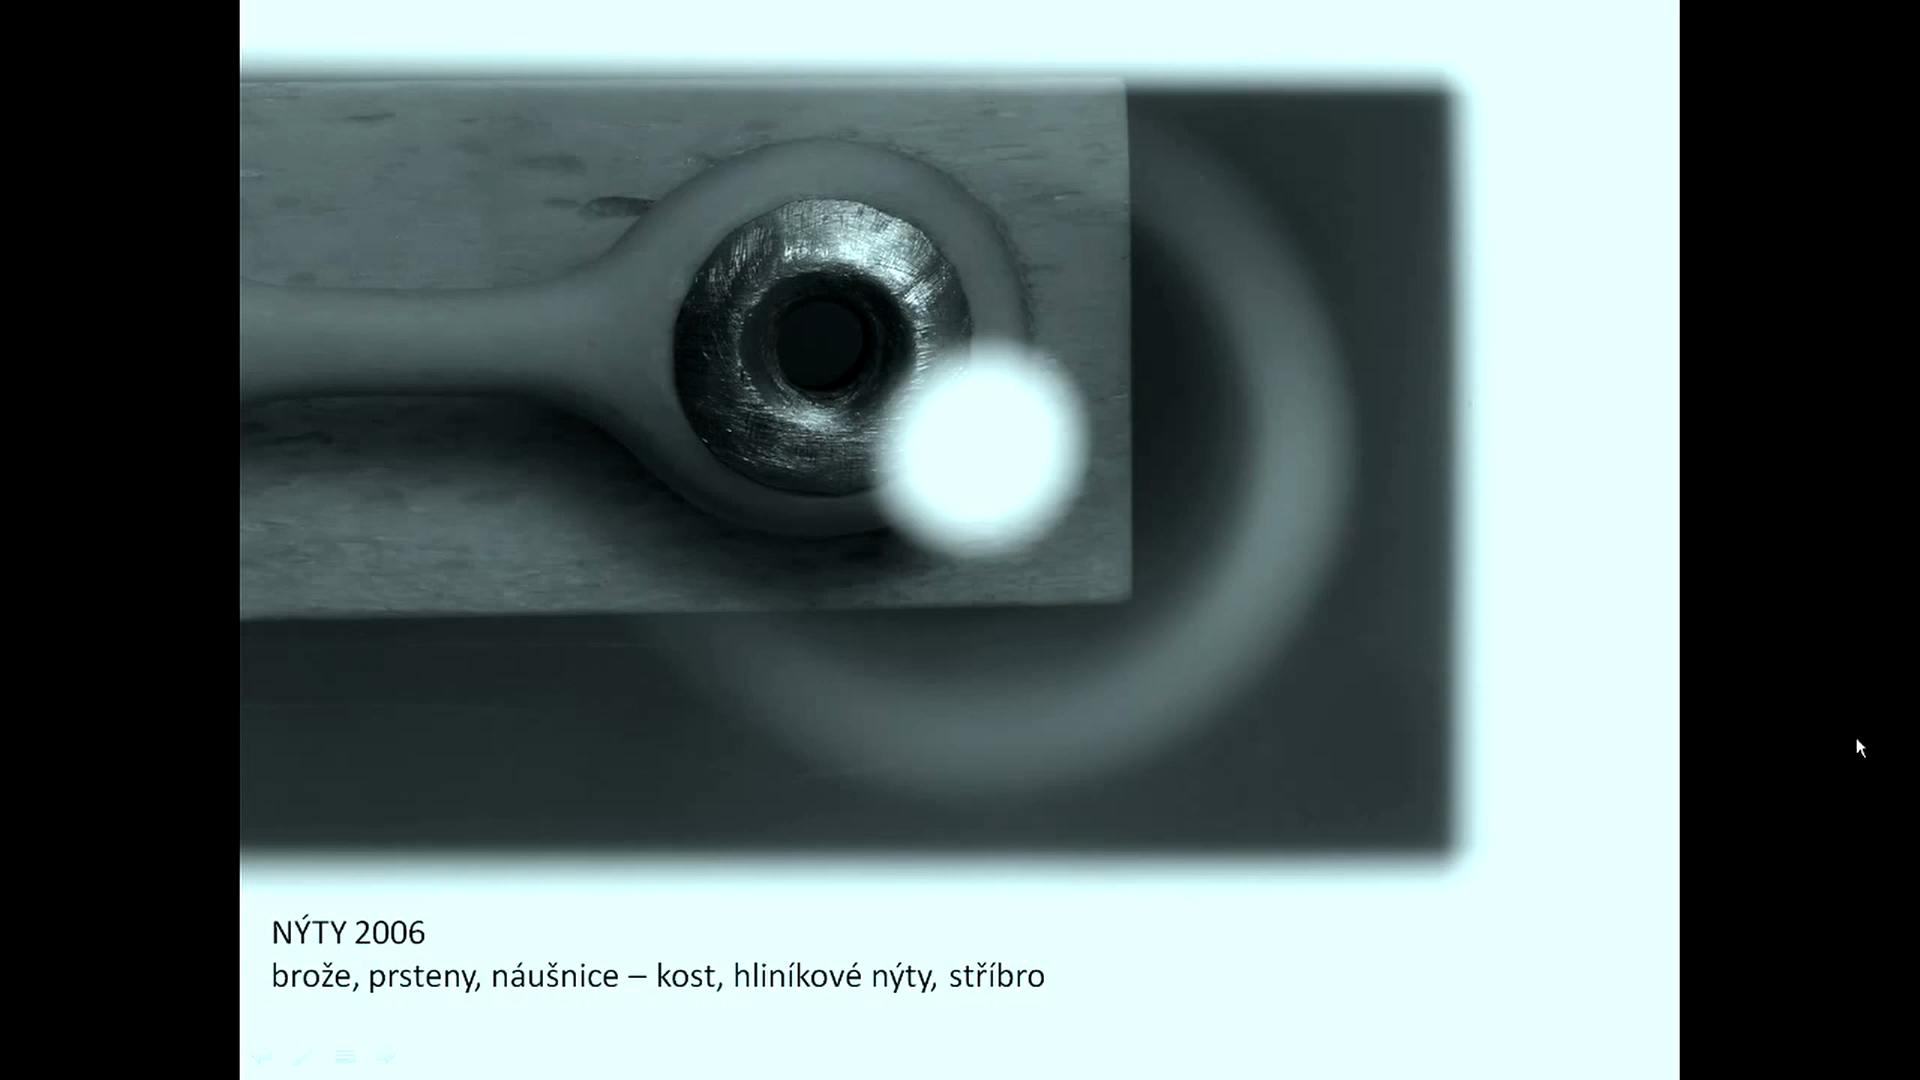 NÝTY 2006
brože, prsteny, náušnice – kost, hliníkové nýty, stříbro